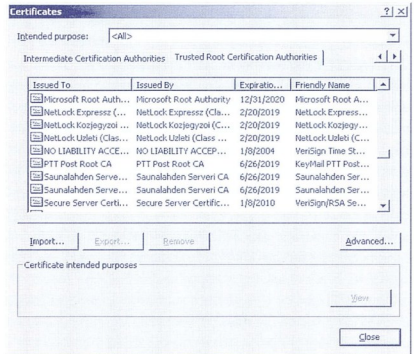 Certificates
Intended purpose: <All>
Intermediate Certification Authorities Trusted Root Certification Authorities
Issued To Issued By Expiratio... Friendly Name
Microsoft Root Auth... Microsoft Root Authority 12/31/2020 Microsoft Root A...
NetLock Expressz (... NetLock Expressz (Cla... 2/20/2019 NetLock Express...
NetLock Kozjegyzoi ... NetLock Kozjegyzoi (C... 2/20/2019 NetLock Kozjegy...
NetLock Uzleti (Class ... NetLock Uzleti (Class ... 2/20/2019 NetLock Uzleti (C...
NO LIABILITY ACCE... NO LIABILITY ACCEP... 1/8/2004 VeriSign Time St...
PTT Post Root CA PTT Post Root CA 6/26/2019 KeyMail PTT Post...
Saunalahden Serve... Saunalahden Serveri CA 6/26/2019 Saunalahden Ser...
Saunalahden Serve... Saunalahden Serveri CA 6/26/2019 Saunalahden Ser...
Secure Server Certi... Secure Server Certific... 1/8/2010 VeriSign/RSA Se...
Import... Export... Remove Advanced...
Certificate intended purposes
View
Close